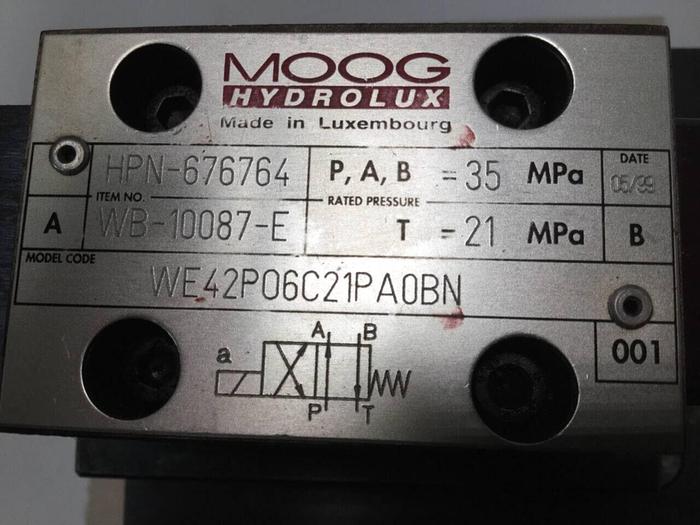 MOOG
HYDROLUX
Made in Luxembourg
HPN-676764 P, A, B = 35 MPa DATE 05/99
ITEM NO. RATED PRESSURE
A WB-10087-E T = 21 MPa B
MODEL CODE
WE42P06C21PA0BN
A B
a
P T
001